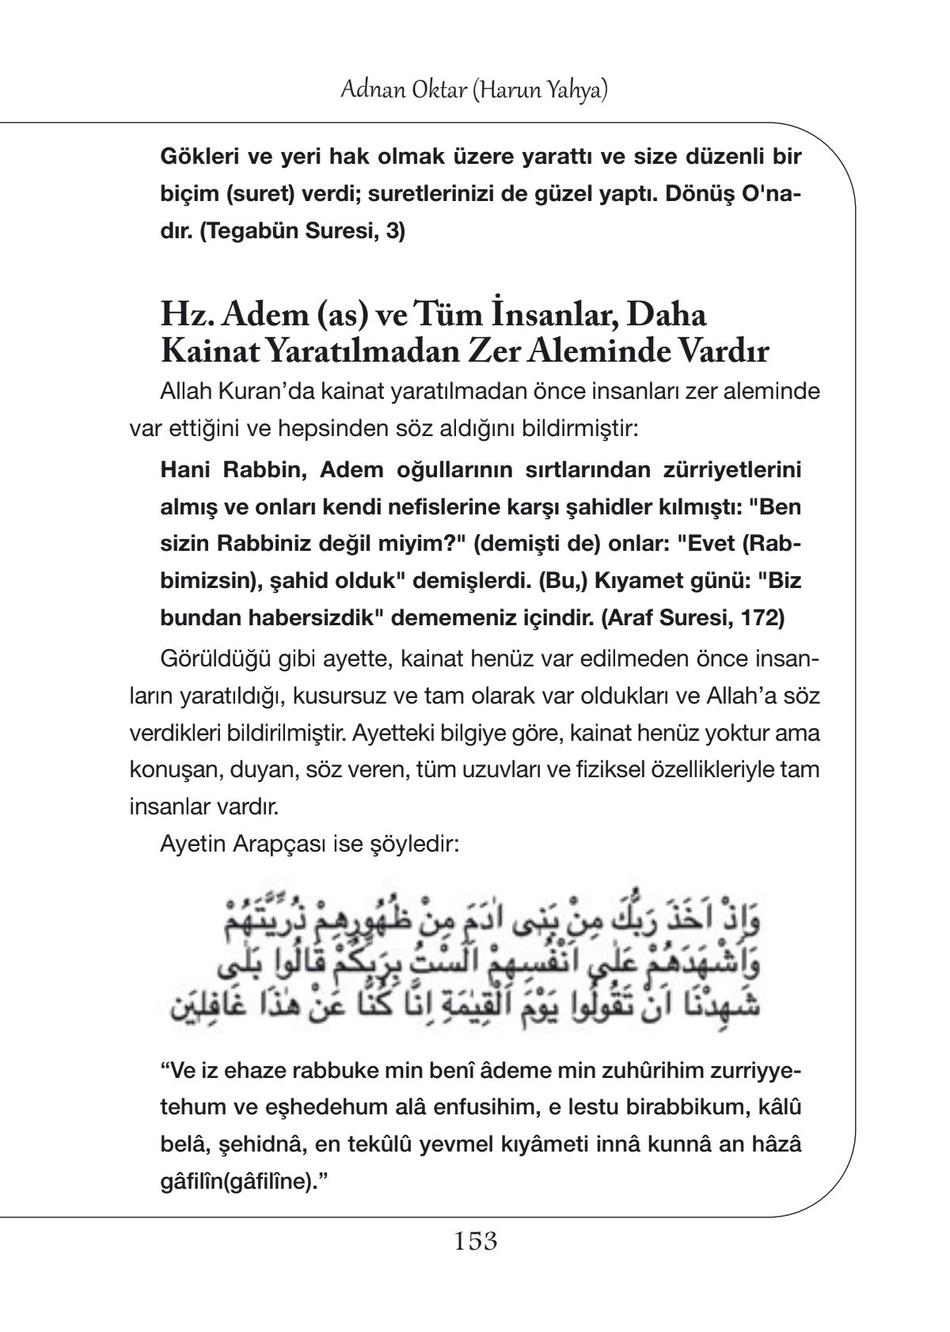 Adnan Oktar (Harun Yahya)
Gökleri ve yeri hak olmak üzere yarattı ve size düzenli bir
biçim (suret) verdi; suretlerinizi de güzel yaptı. Dönüş O'na-
dır. (Tegabün Suresi, 3)
Hz. Adem (as) ve Tüm İnsanlar, Daha
Kainat Yaratılmadan Zer Aleminde Vardır
Allah Kuran’da kainat yaratılmadan önce insanları zer aleminde
var ettiğini ve hepsinden söz aldığını bildirmiştir:
Hani Rabbin, Adem oğullarının sırtlarından zürriyetlerini
almış ve onları kendi nefislerine karşı şahidler kılmıştı: "Ben
sizin Rabbiniz değil miyim?" (demişti de) onlar: "Evet (Rab-
bimizsin), şahid olduk" demişlerdi. (Bu,) Kıyamet günü: "Biz
bundan habersizdik" dememeniz içindir. (Araf Suresi, 172)
Görüldüğü gibi ayette, kainat henüz var edilmeden önce insan-
ların yaratıldığı, kusursuz ve tam olarak var oldukları ve Allah’a söz
verdikleri bildirilmiştir. Ayetteki bilgiye göre, kainat henüz yoktur ama
konuşan, duyan, söz veren, tüm uzuvları ve fiziksel özellikleriyle tam
insanlar vardır.
Ayetin Arapçası ise şöyledir:
وَاِذْ اَخَذَ رَبُّكَ مِنْ بَنِى اٰدَمَ مِنْ ظُهُورِهِمْ ذُرِّيَّتَهُمْ
وَاَشْهَدَهُمْ عَلٰى اَنْفُسِهِمْ اَلَسْتُ بِرَبِّكُمْ قَالُوا بَلٰى
شَهِدْنَا اَنْ تَقُولُوا يَوْمَ الْقِيٰمَةِ اِنَّا كُنَّا عَنْ هٰذَا غَافِلِينَ
“Ve iz ehaze rabbuke min benî âdeme min zuhûrihim zurriyye-
tehum ve eşhedehum alâ enfusihim, e lestu birabbikum, kâlû
belâ, şehidnâ, en tekûlû yevmel kıyâmeti innâ kunnâ an hâzâ
gâfilîn(gâfilîne).”
153